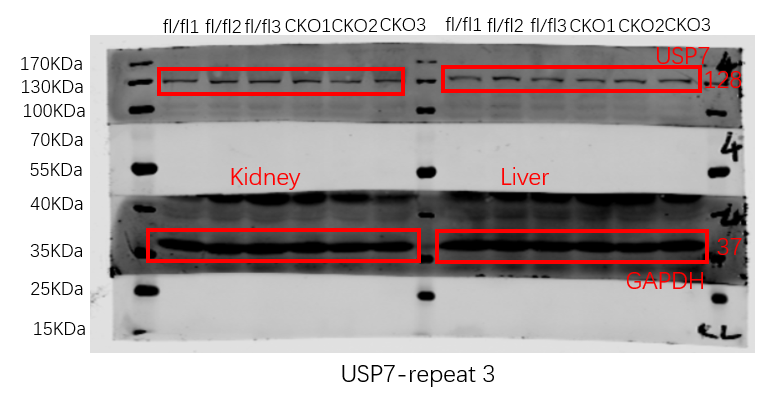 fl/fl1 fl/fl2 fl/fl3 CKO1 CKO2 CKO3 fl/fl1 fl/fl2 fl/fl3 CKO1 CKO2 CKO3
170KDa
USP7
130KDa
128
100KDa
70KDa
4
55KDa
Kidney
Liver
40KDa
35KDa
37
25KDa
GAPDH
15KDa
USP7-repeat 3